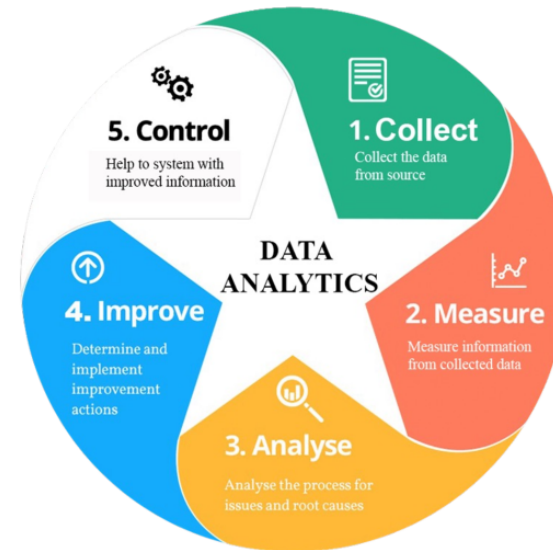 DATA
ANALYTICS
1. Collect
Collect the data
from source
2. Measure
Measure information
from collected data
3. Analyse
Analyse the process for
issues and root causes
4. Improve
Determine and
implement
improvement
actions
5. Control
Help to system with
improved information